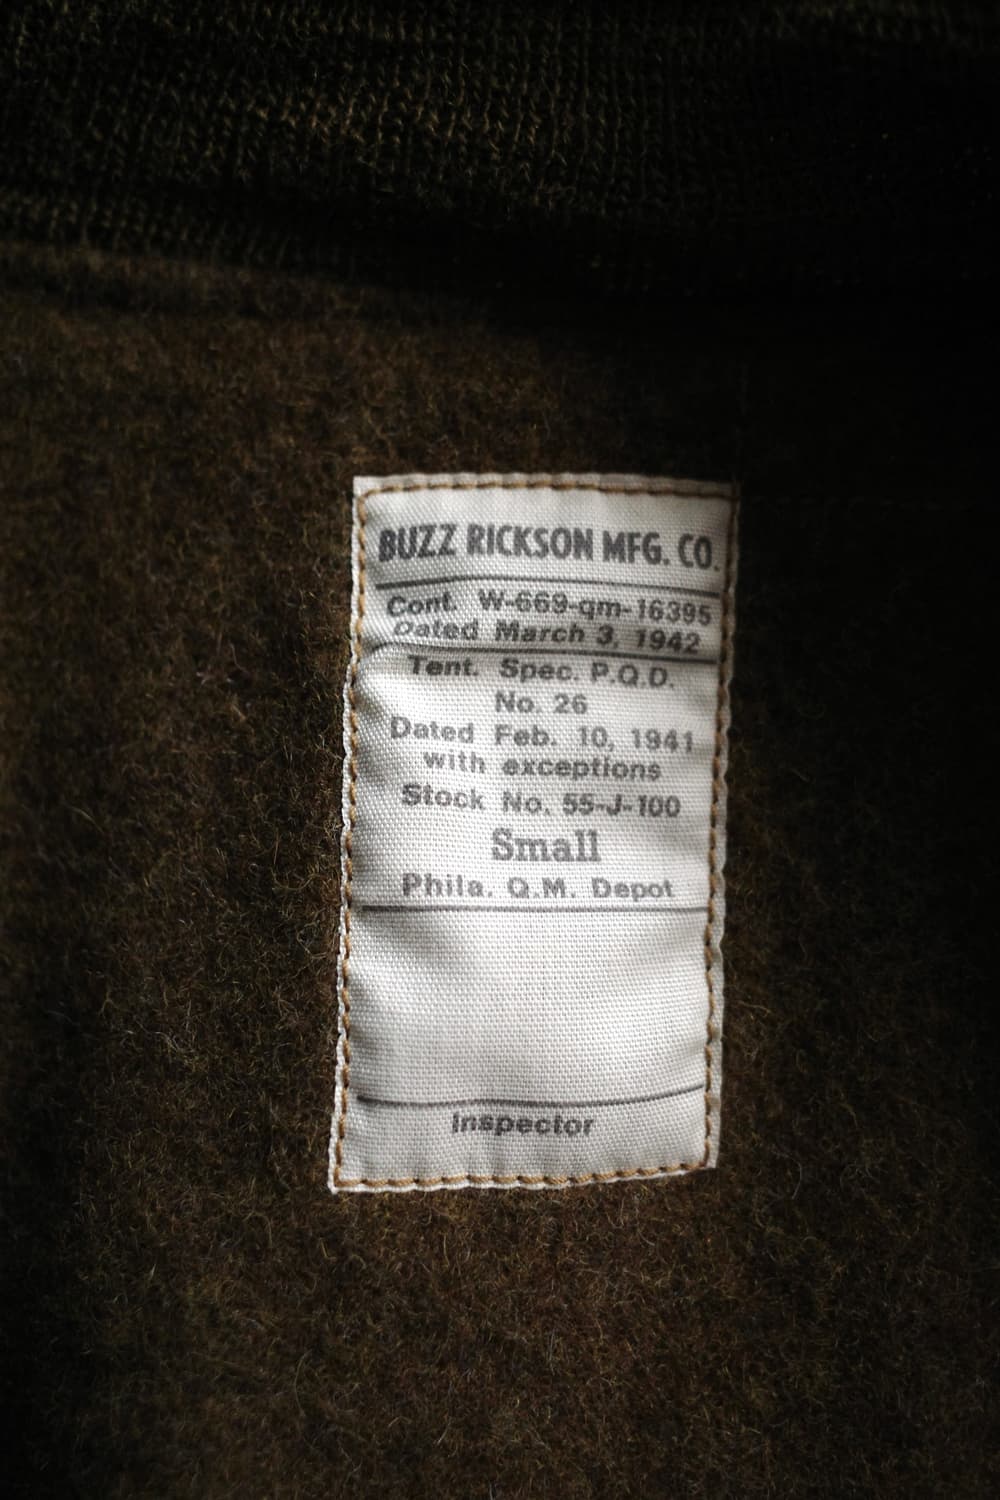 BUZZ RICKSON MFG. CO.
Cont. W-669-qm-16395
Dated March 3, 1942
Tent. Spec. P.Q.D.
No. 26
Dated Feb. 10, 1941
with exceptions
Stock No. 55-J-100
Small
Phila. Q.M. Depot
Inspector